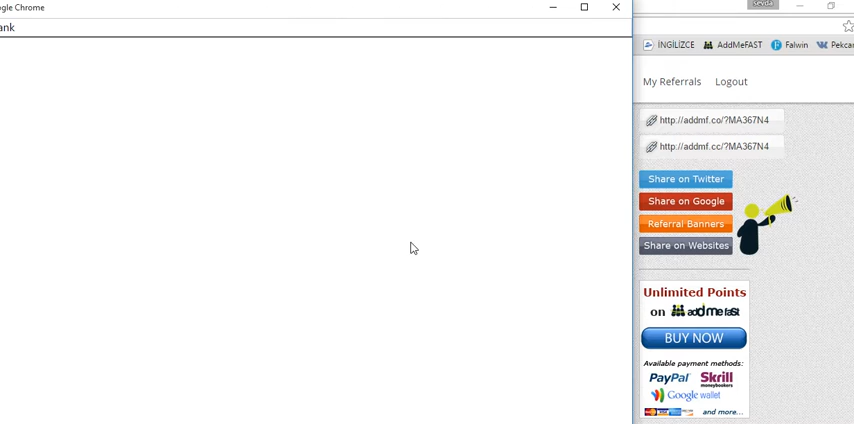 gle Chrome
ank
sevda
İNGİLİZCE AddMeFAST Falwin Pekca
My Referrals Logout
http://addmf.co/?MA367N4
http://addmf.cc/?MA367N4
Share on Twitter
Share on Google
Referral Banners
Share on Websites
Unlimited Points
on addmefast
BUY NOW
Available payment methods:
PayPal Skrill
moneybookers
Google wallet
and more...